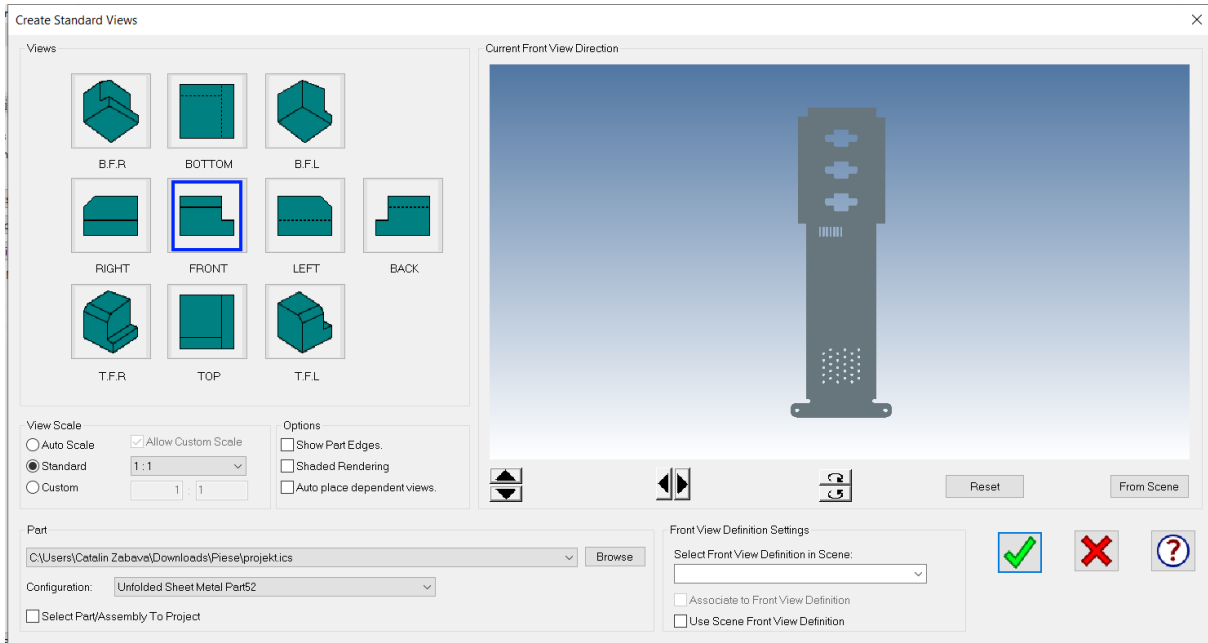 Create Standard Views
Views
B.F.R
BOTTOM
B.F.L
RIGHT
FRONT
LEFT
BACK
T.F.R
TOP
T.F.L
Current Front View Direction
View Scale
Auto Scale
Allow Custom Scale
Standard
1 : 1
Custom
1 : 1
Options
Show Part Edges.
Shaded Rendering
Auto place dependent views.
Reset
From Scene
Part
C:\Users\Catalin Zabava\Downloads\Piese\projekt.ics
Browse
Configuration:
Unfolded Sheet Metal Part52
Select Part/Assembly To Project
Front View Definition Settings
Select Front View Definition in Scene:
Associate to Front View Definition
Use Scene Front View Definition
?